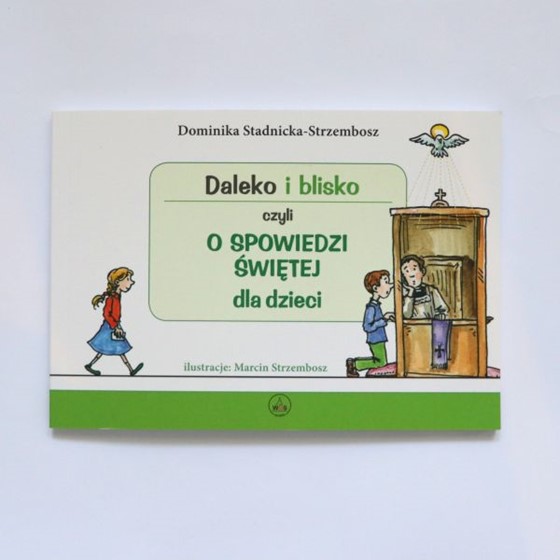 Dominika Stadnicka-Strzembosz
Daleko i blisko
czyli
O SPOWIEDZI
ŚWIĘTEJ
dla dzieci
ilustracje: Marcin Strzembosz